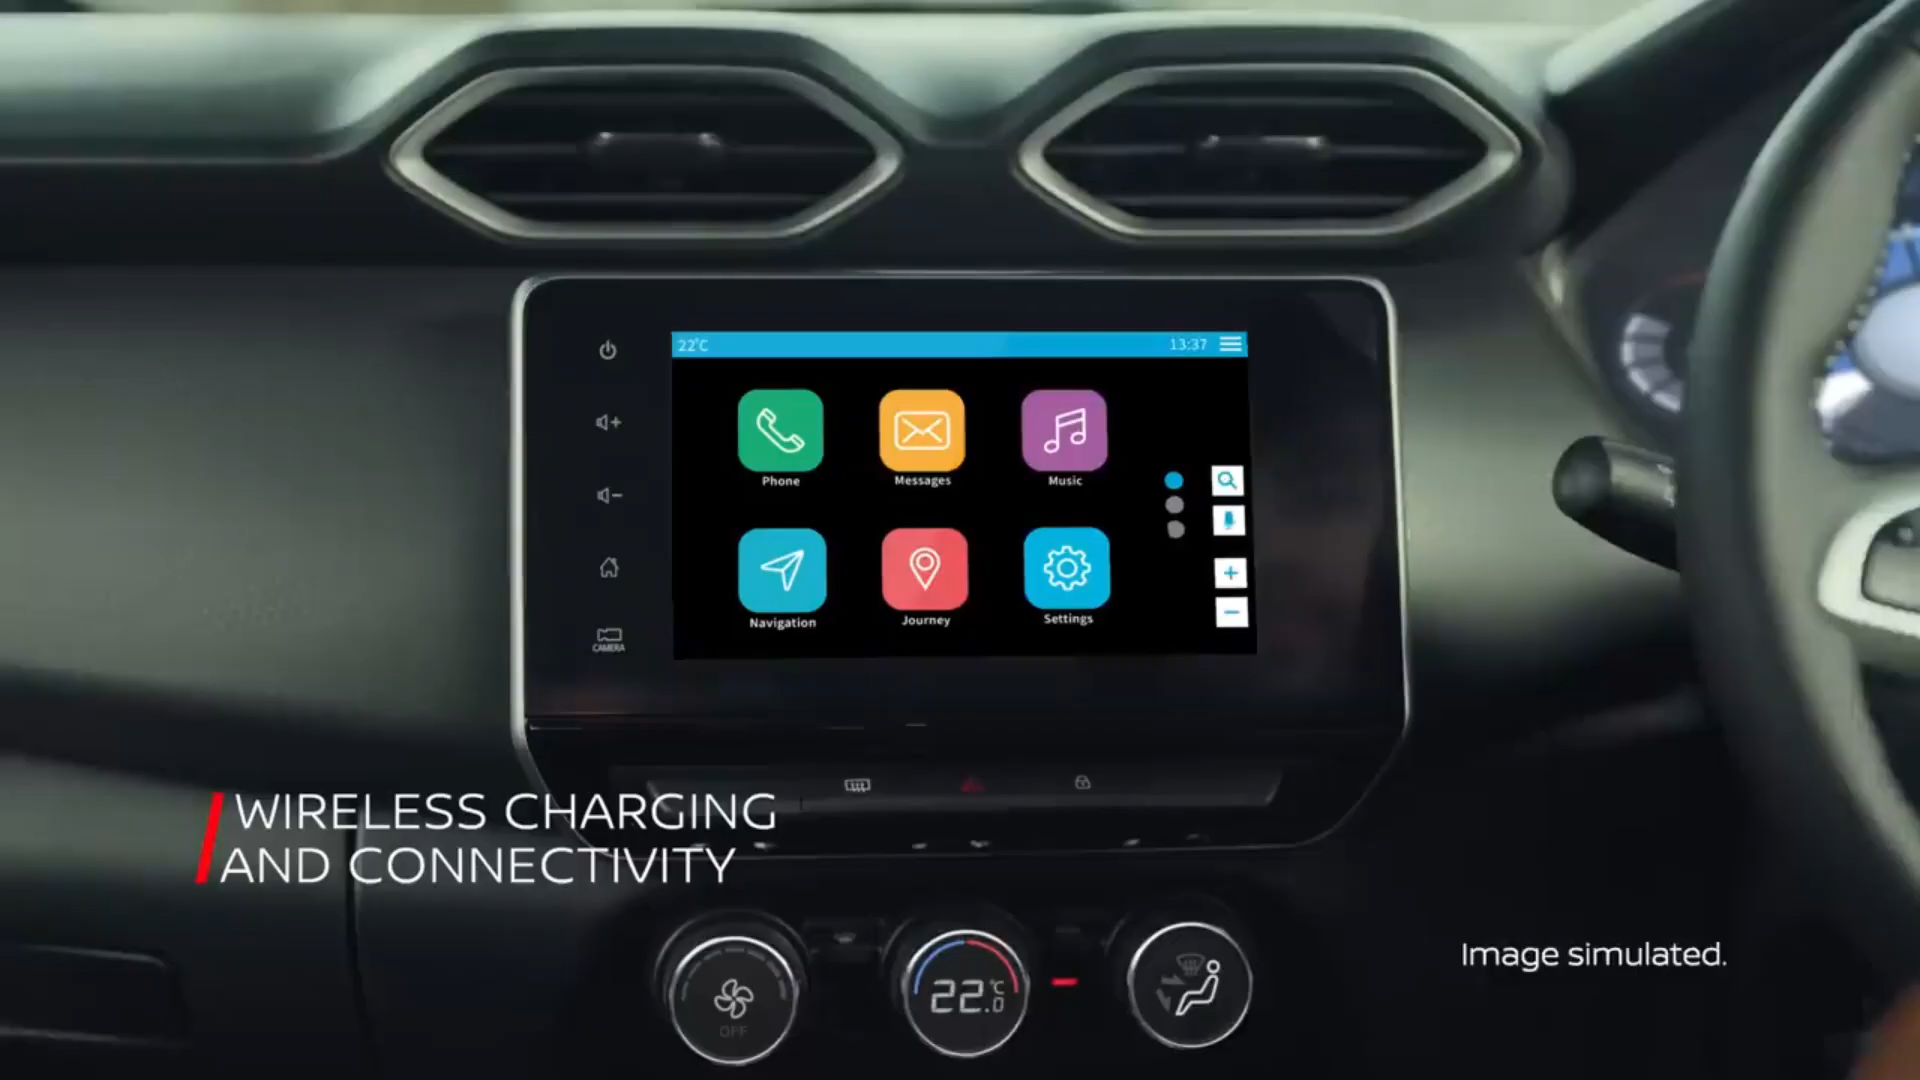 22°C 13:37
Phone Messages Music
Navigation Journey Settings
CAMERA
WIRELESS CHARGING
AND CONNECTIVITY
Image simulated.
OFF
22.0 °C